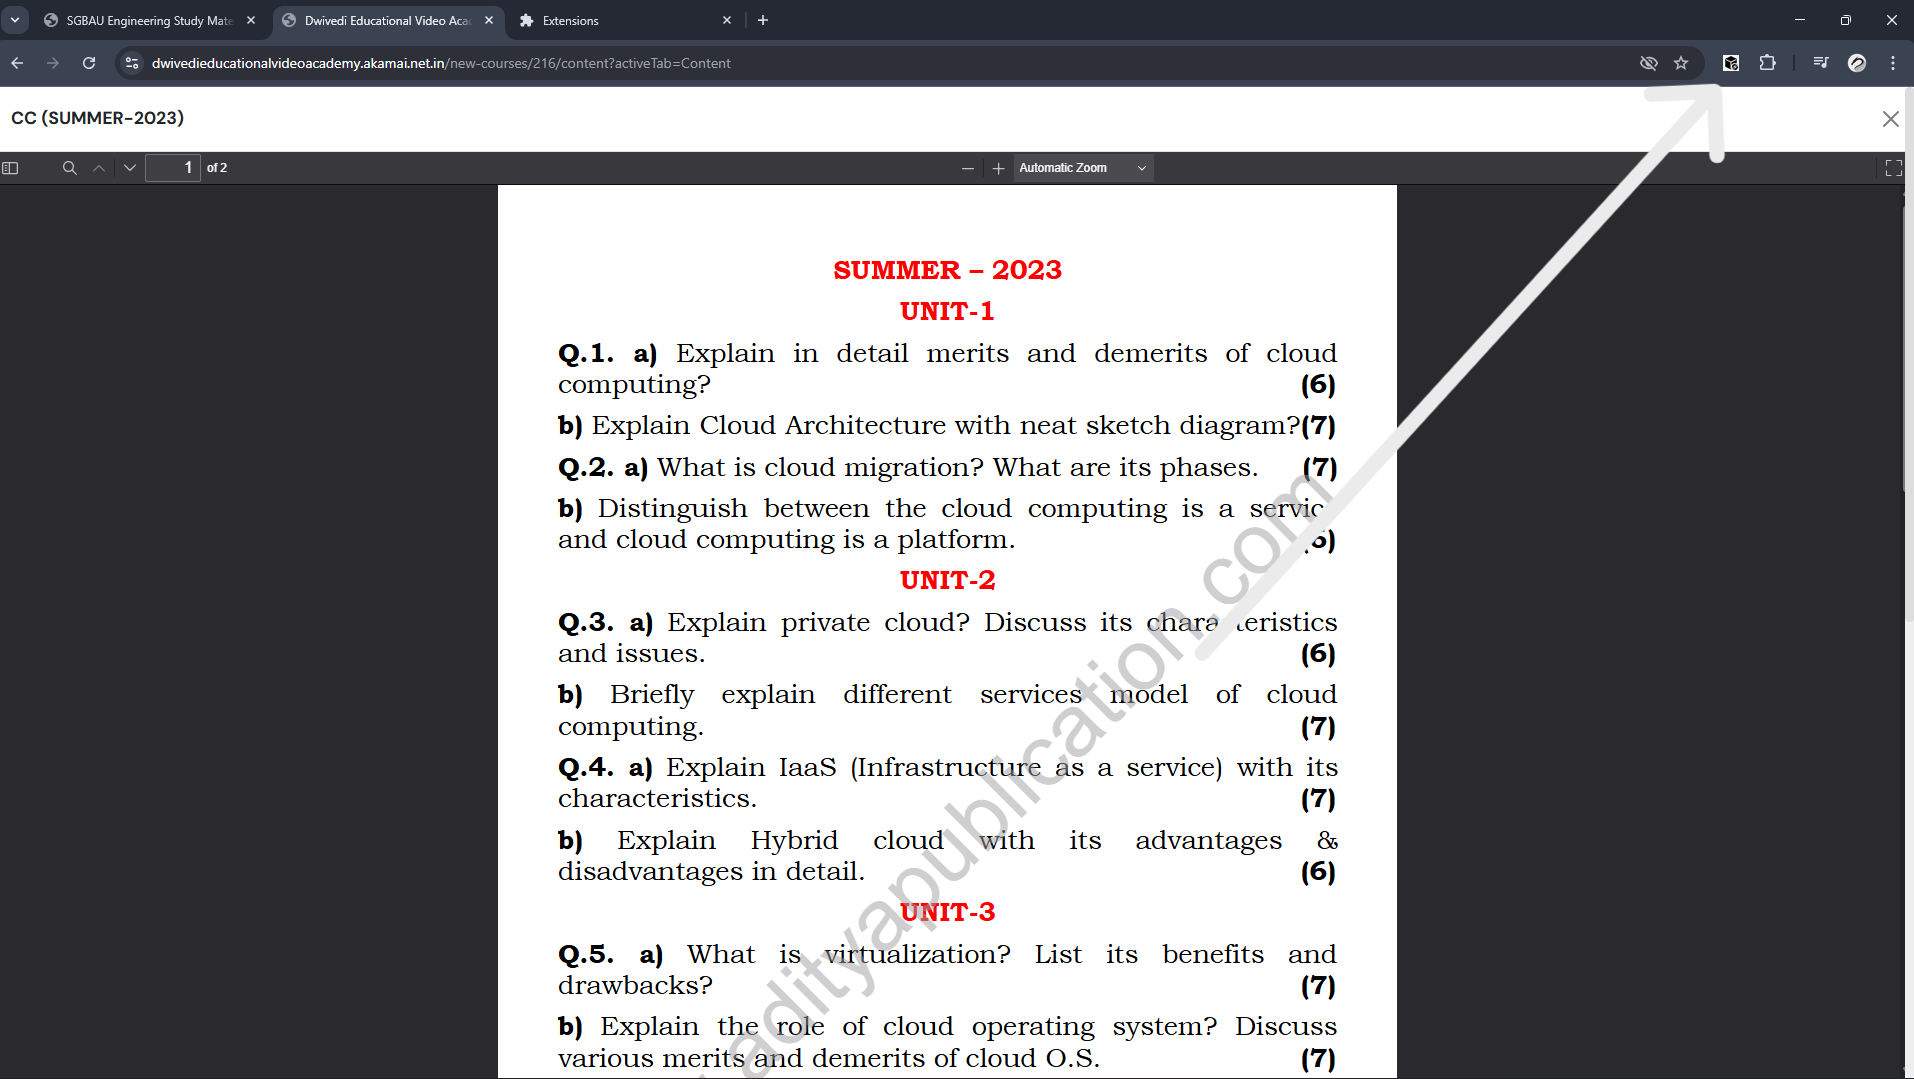 SGBAU Engineering Study Mate
Dwivedi Educational Video Aca
Extensions
dwivedieducationalvideoacademy.akamai.net.in/new-courses/216/content?activeTab=Content
CC (SUMMER-2023)
1 of 2
Automatic Zoom
SUMMER – 2023
UNIT-1
Q.1. a) Explain in detail merits and demerits of cloud
computing? (6)
b) Explain Cloud Architecture with neat sketch diagram?(7)
Q.2. a) What is cloud migration? What are its phases. (7)
b) Distinguish between the cloud computing is a servic
and cloud computing is a platform. 6)
UNIT-2
Q.3. a) Explain private cloud? Discuss its characteristics
and issues. (6)
b) Briefly explain different services model of cloud
computing. (7)
Q.4. a) Explain IaaS (Infrastructure as a service) with its
characteristics. (7)
b) Explain Hybrid cloud with its advantages &
disadvantages in detail. (6)
UNIT-3
Q.5. a) What is virtualization? List its benefits and
drawbacks? (7)
b) Explain the role of cloud operating system? Discuss
various merits and demerits of cloud O.S. (7)
adityapublication.com